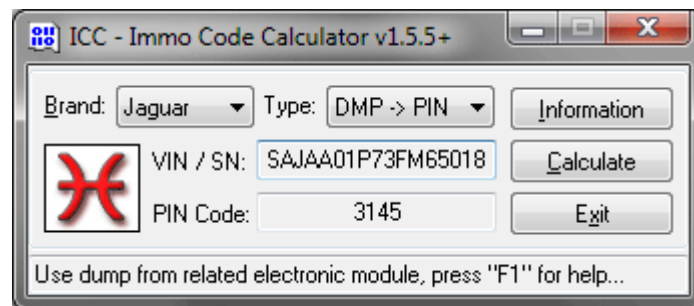 ICC - Immo Code Calculator v1.5.5+
Brand: Jaguar Type: DMP -> PIN Information
VIN / SN: SAJAA01P73FM65018 Calculate
PIN Code: 3145 Exit
Use dump from related electronic module, press "F1" for help...